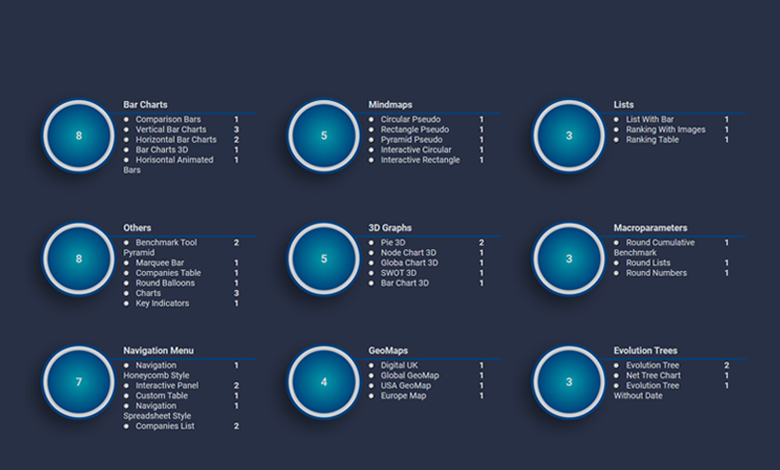 Bar Charts
8
Comparison Bars 1
Vertical Bar Charts 3
Horizontal Bar Charts 2
Bar Charts 3D 1
Horisontal Animated 1
Bars
Mindmaps
5
Circular Pseudo 1
Rectangle Pseudo 1
Pyramid Pseudo 1
Interactive Circular 1
Interactive Rectangle 1
Lists
3
List With Bar 1
Ranking With Images 1
Ranking Table 1
Others
8
Benchmark Tool 2
Pyramid
Marquee Bar 1
Companies Table 1
Round Balloons 1
Charts 3
Key Indicators 1
3D Graphs
5
Pie 3D 2
Node Chart 3D 1
Globa Chart 3D 1
SWOT 3D 1
Bar Chart 3D 1
Macroparameters
3
Round Cumulative 1
Benchmark
Round Lists 1
Round Numbers 1
Navigation Menu
7
Navigation 1
Honeycomb Style
Interactive Panel 2
Custom Table 1
Navigation 1
Spreadsheet Style
Companies List 2
GeoMaps
4
Digital UK 1
Global GeoMap 1
USA GeoMap 1
Europe Map 1
Evolution Trees
3
Evolution Tree 2
Net Tree Chart 1
Evolution Tree 1
Without Date